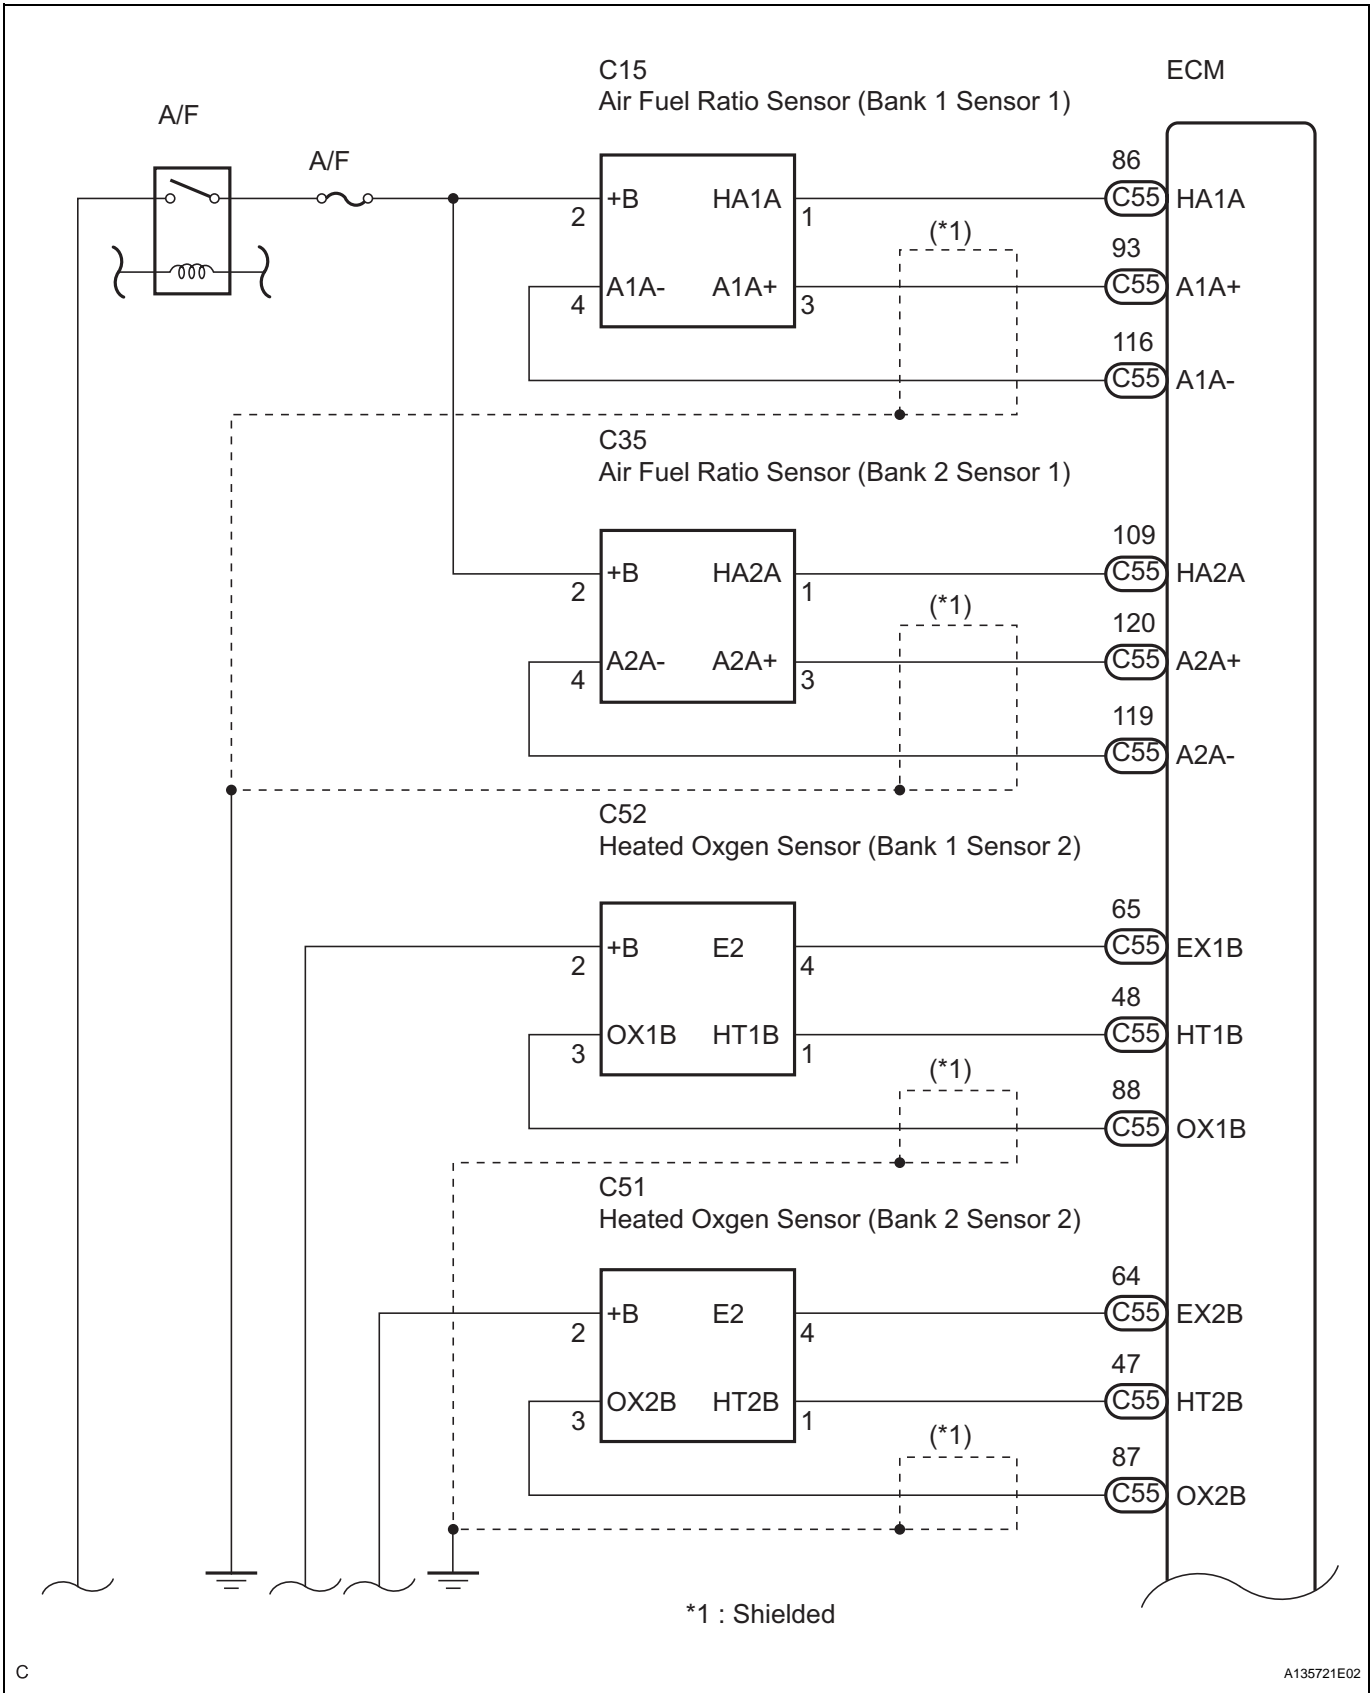 C15
Air Fuel Ratio Sensor (Bank 1 Sensor 1)
ECM
A/F
A/F
86
+B
HA1A
C55
HA1A
2
1
(*1)
93
A1A-
A1A+
C55
A1A+
4
3
116
C55
A1A-
C35
Air Fuel Ratio Sensor (Bank 2 Sensor 1)
109
+B
HA2A
C55
HA2A
2
1
(*1)
120
A2A-
A2A+
C55
A2A+
4
3
119
C55
A2A-
C52
Heated Oxgen Sensor (Bank 1 Sensor 2)
65
+B
E2
C55
EX1B
2
4
48
OX1B
HT1B
C55
HT1B
3
1
(*1)
88
C55
OX1B
C51
Heated Oxgen Sensor (Bank 2 Sensor 2)
64
+B
E2
C55
EX2B
2
4
47
OX2B
HT2B
C55
HT2B
3
1
(*1)
87
C55
OX2B
*1 : Shielded
C
A135721E02